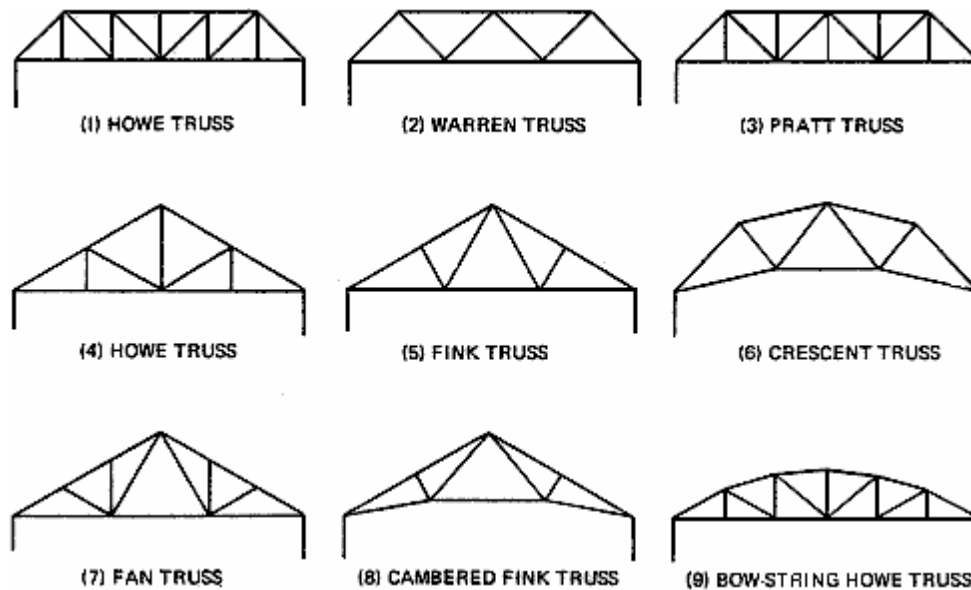 (1) HOWE TRUSS
(2) WARREN TRUSS
(3) PRATT TRUSS
(4) HOWE TRUSS
(5) FINK TRUSS
(6) CRESCENT TRUSS
(7) FAN TRUSS
(8) CAMBERED FINK TRUSS
(9) BOW-STRING HOWE TRUSS